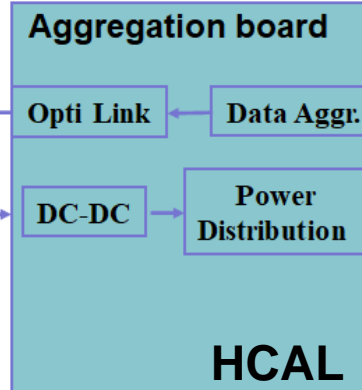 Aggregation board
Opti Link
Data Aggr.
DC-DC
Power
Distribution
HCAL